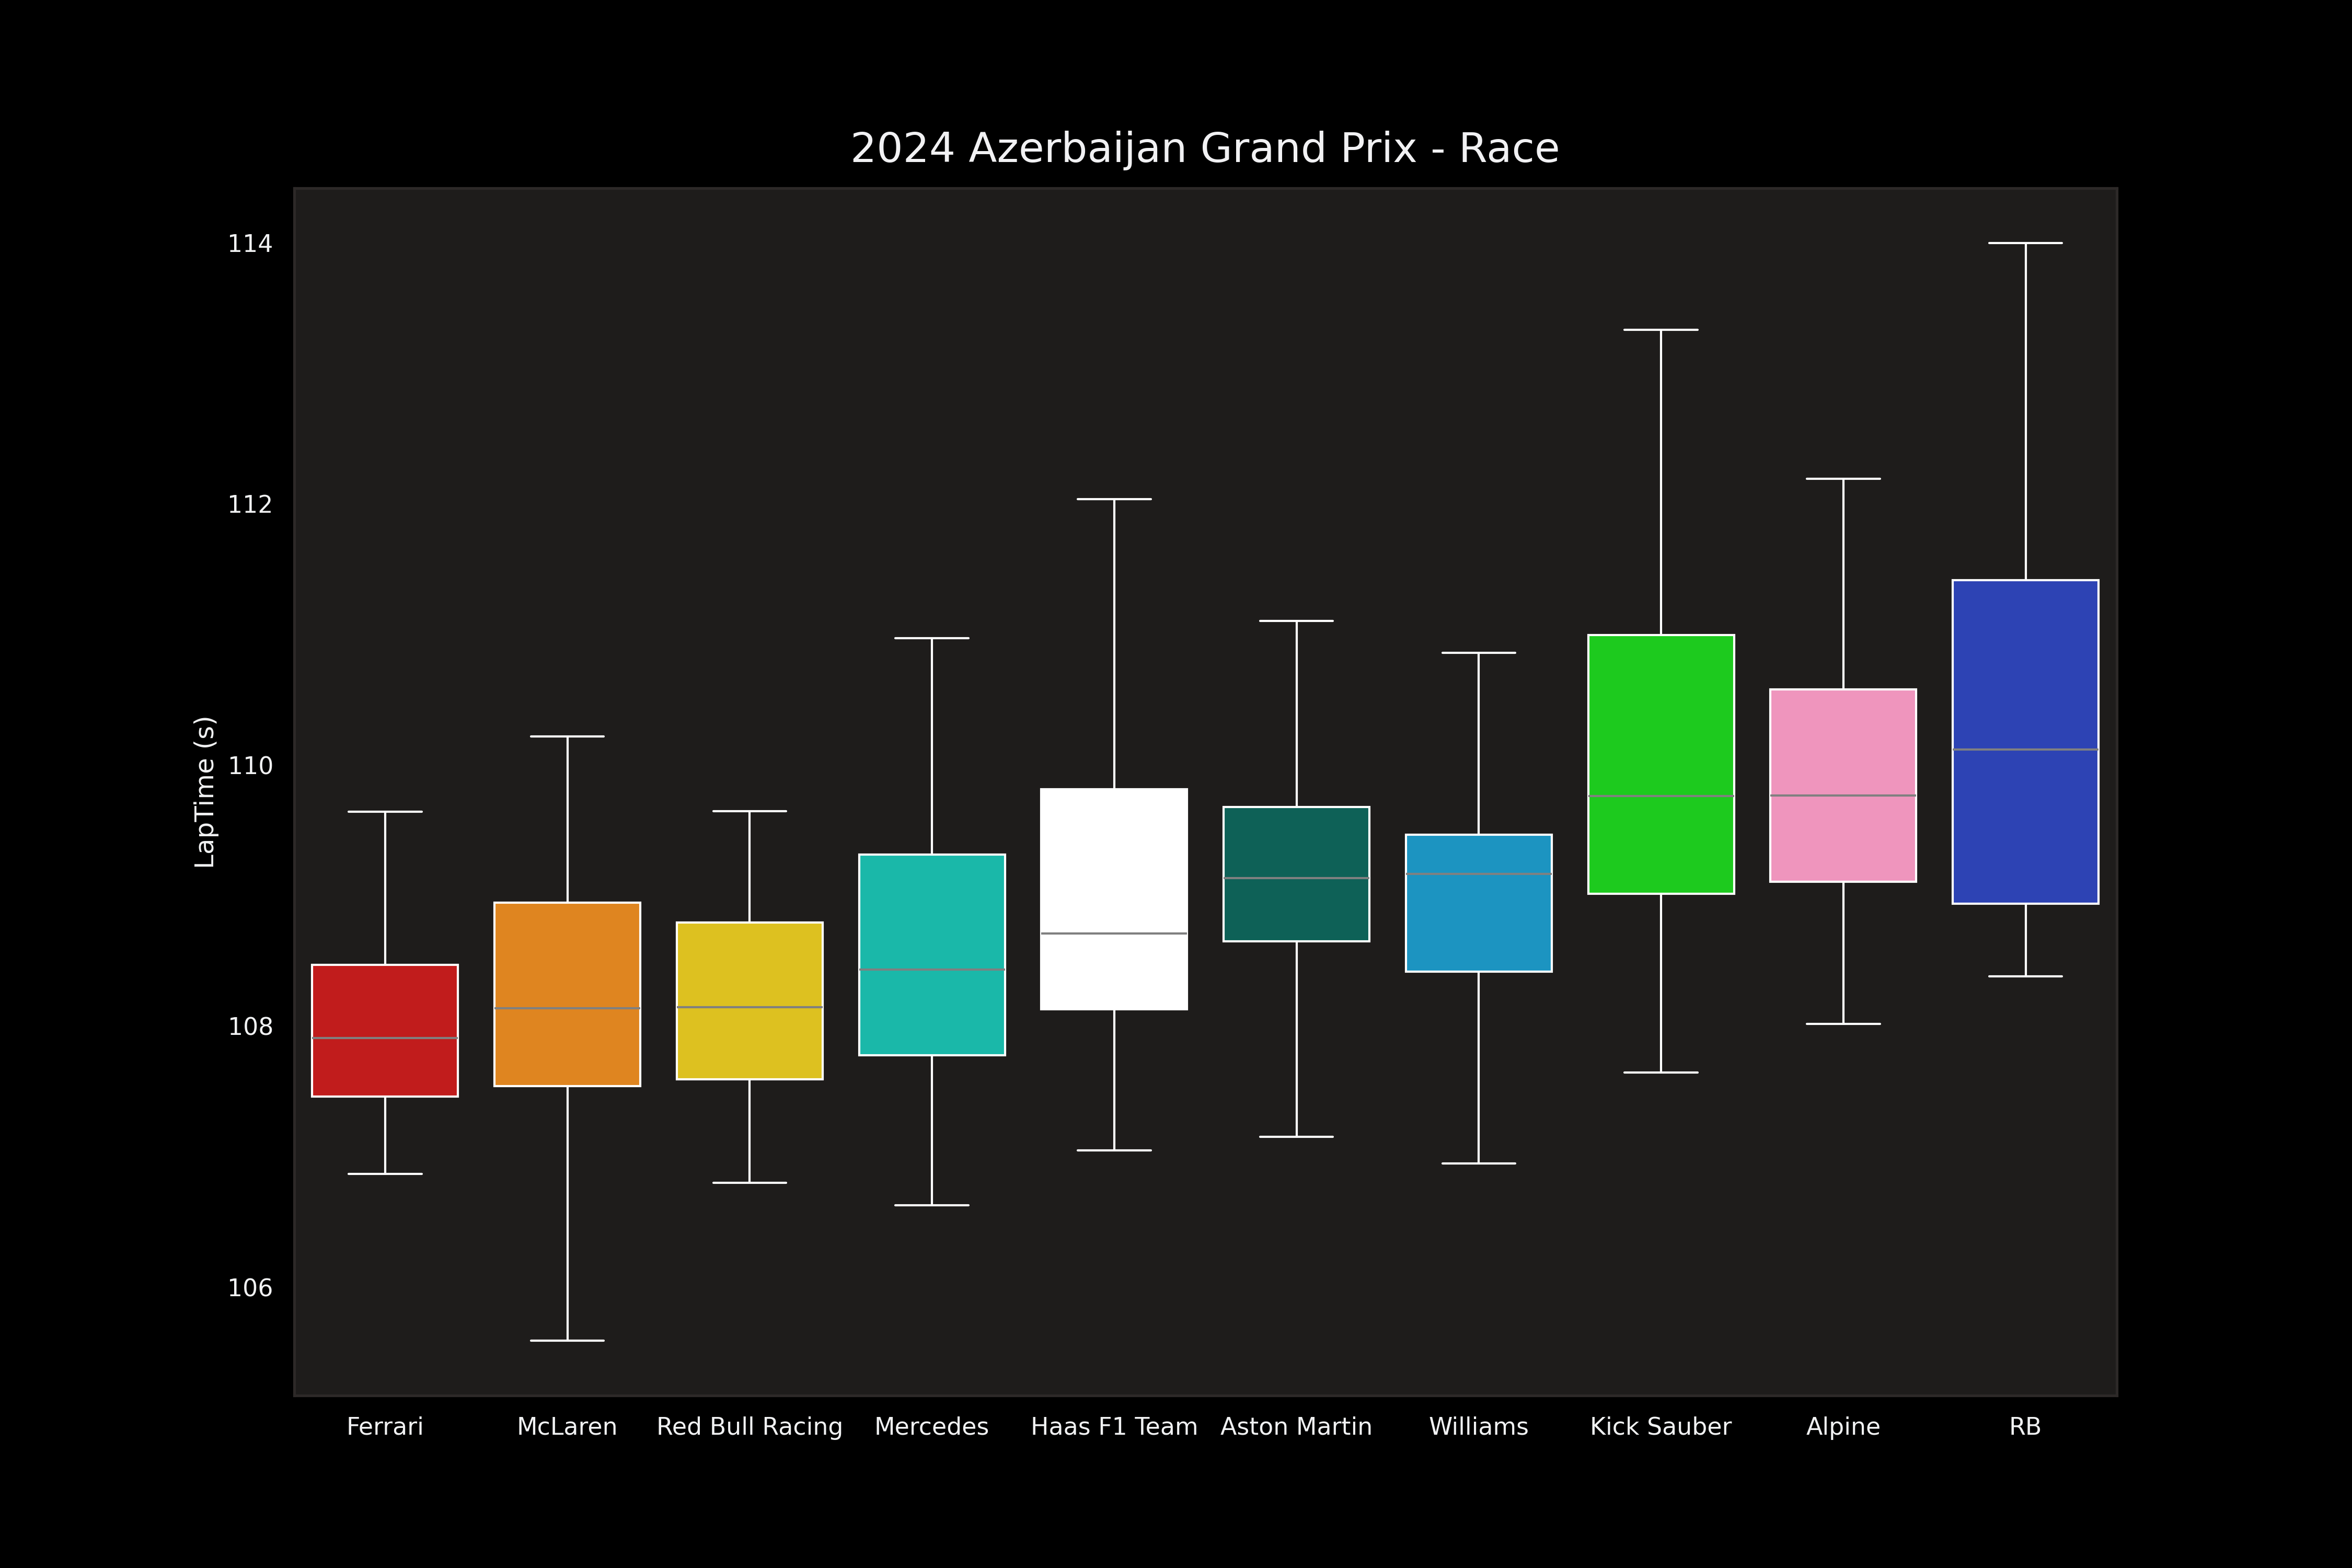 2024 Azerbaijan Grand Prix - Race
114
112
110
108
106
LapTime (s)
Ferrari McLaren Red Bull Racing Mercedes Haas F1 Team Aston Martin Williams Kick Sauber Alpine RB